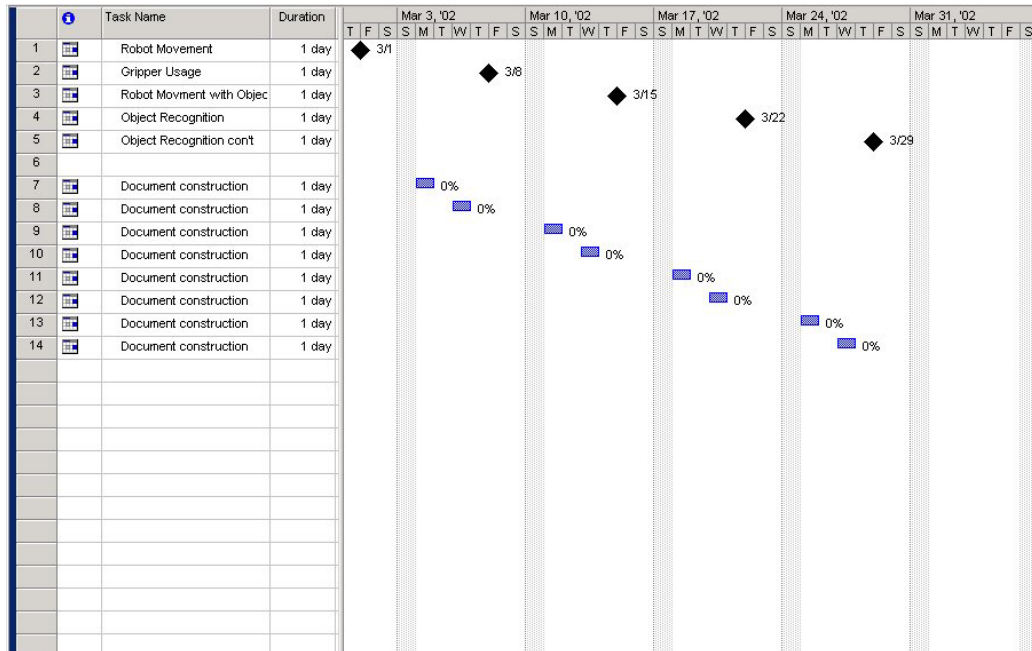 Task Name Duration Mar 3, '02 Mar 10, '02 Mar 17, '02 Mar 24, '02 Mar 31, '02
T F S S M T W T F S S M T W T F S S M T W T F S S M T W T F S S M T W T F S
1 Robot Movement 1 day 3/1
2 Gripper Usage 1 day 3/8
3 Robot Movment with Objec 1 day 3/15
4 Object Recognition 1 day 3/22
5 Object Recognition con't 1 day 3/29
6
7 Document construction 1 day 0%
8 Document construction 1 day 0%
9 Document construction 1 day 0%
10 Document construction 1 day 0%
11 Document construction 1 day 0%
12 Document construction 1 day 0%
13 Document construction 1 day 0%
14 Document construction 1 day 0%